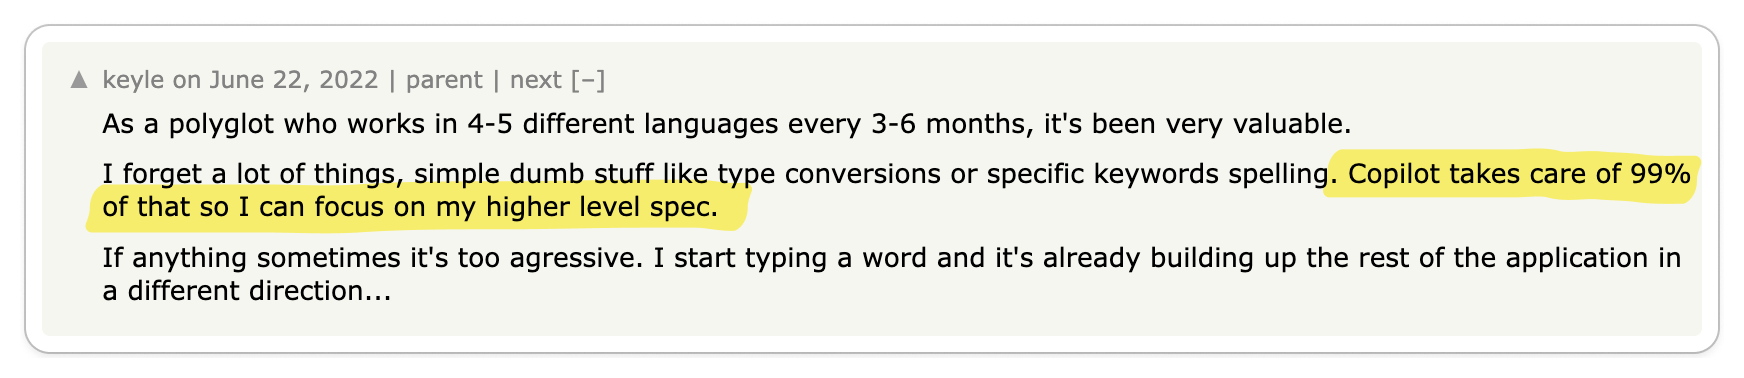 ▲ keyle on June 22, 2022 | parent | next [–]
As a polyglot who works in 4-5 different languages every 3-6 months, it's been very valuable.
I forget a lot of things, simple dumb stuff like type conversions or specific keywords spelling. Copilot takes care of 99%
of that so I can focus on my higher level spec.
If anything sometimes it's too agressive. I start typing a word and it's already building up the rest of the application in
a different direction...